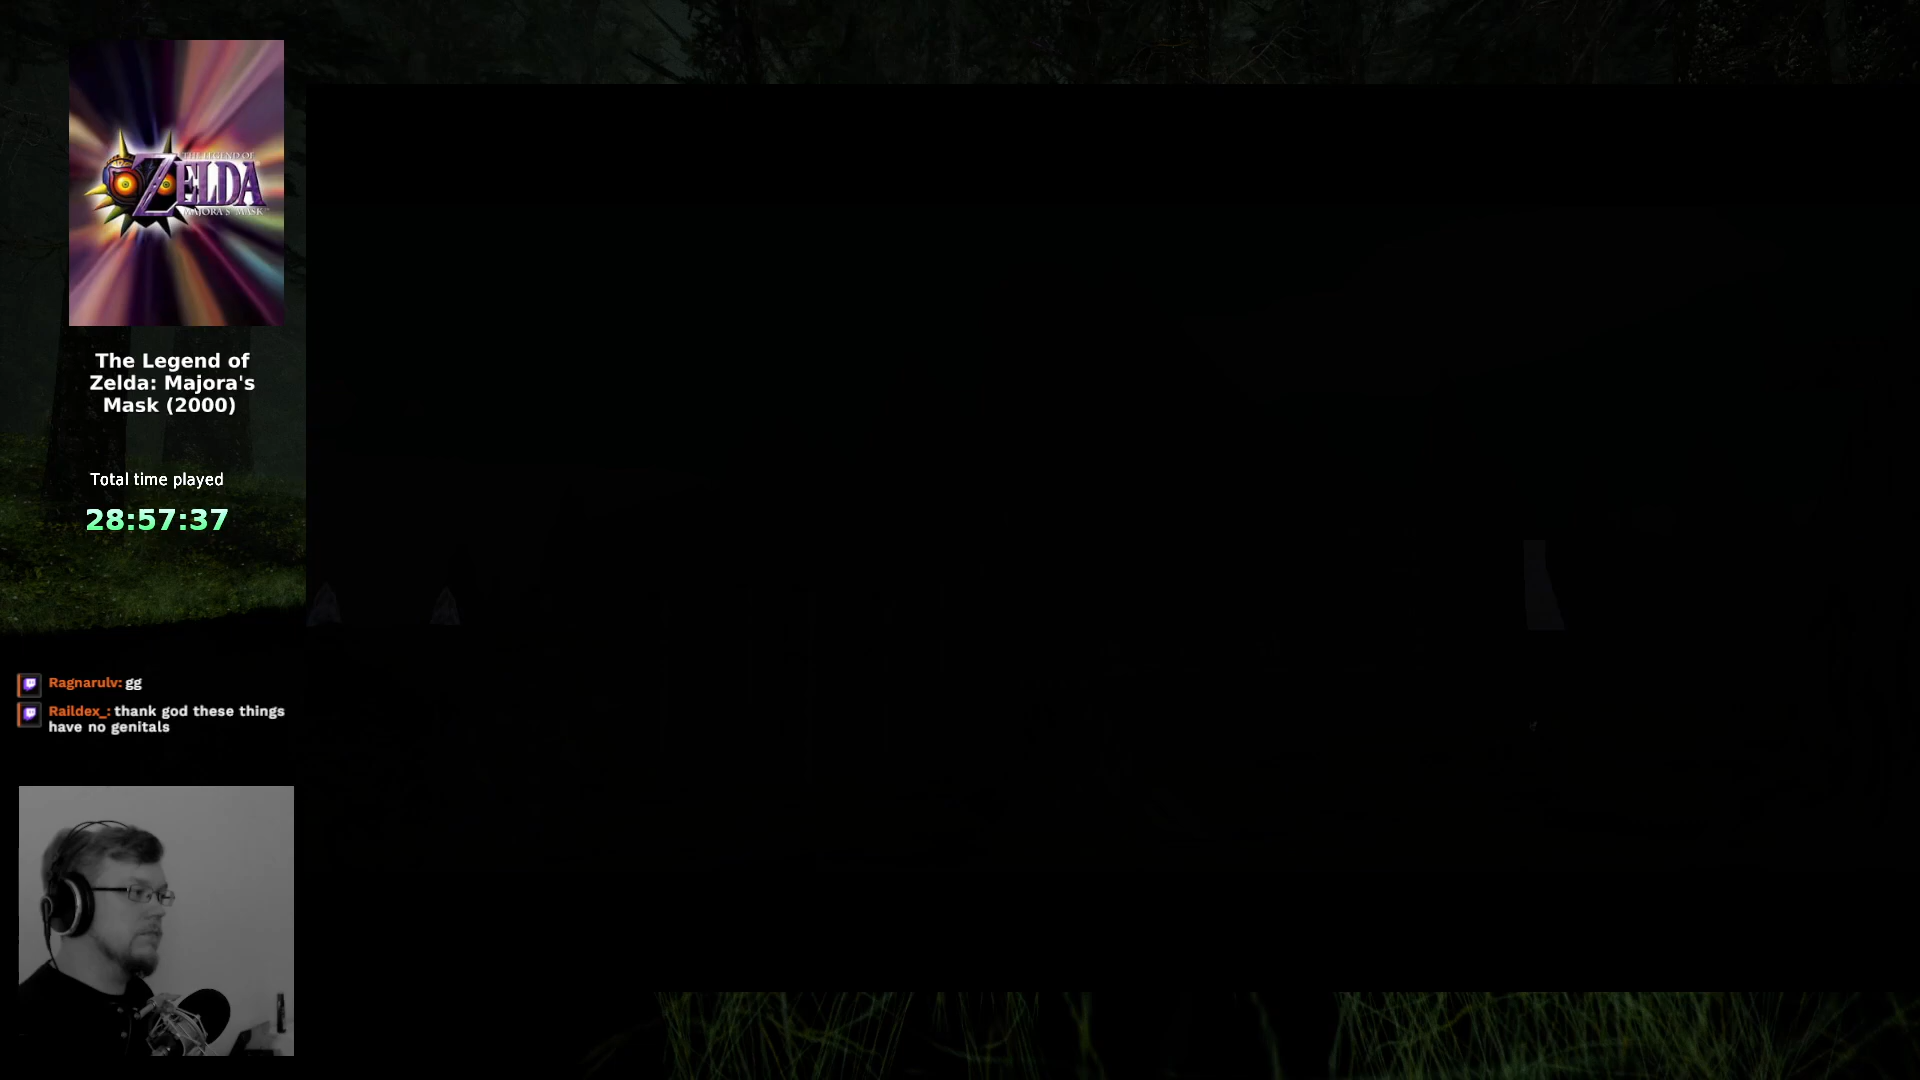 THE LEGEND OF
ZELDA
MAJORA'S MASK
The Legend of
Zelda: Majora's
Mask (2000)
Total time played
28:57:37
Ragnarulv: gg
Raildex_: thank god these things
have no genitals